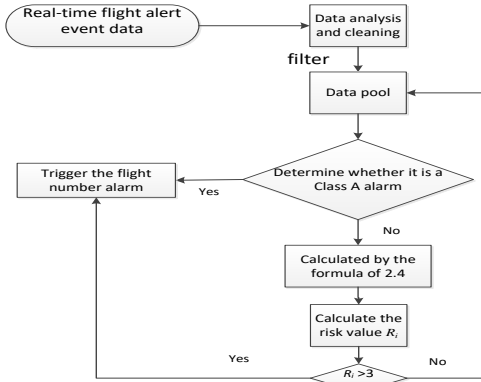 Real-time flight alert
event data
Data analysis
and cleaning
filter
Data pool
Determine whether it is a
Class A alarm
Yes
Trigger the flight
number alarm
No
Calculated by the
formula of 2.4
Calculate the
risk value Ri
Ri >3
Yes
No